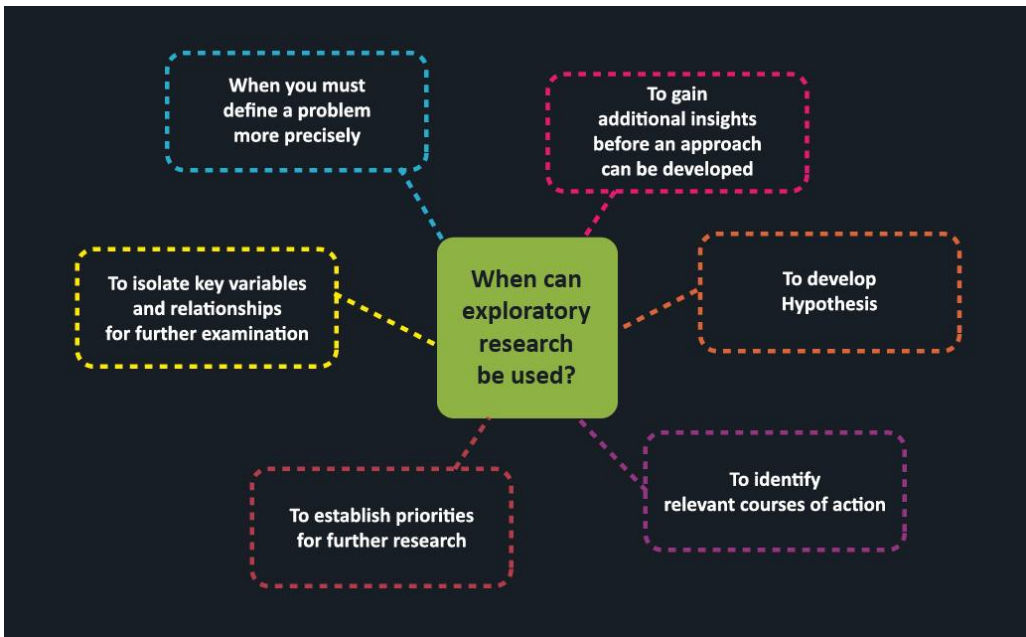 When you must
define a problem
more precisely
To gain
additional insights
before an approach
can be developed
To isolate key variables
and relationships
for further examination
When can
exploratory
research
be used?
To develop
Hypothesis
To establish priorities
for further research
To identify
relevant courses of action